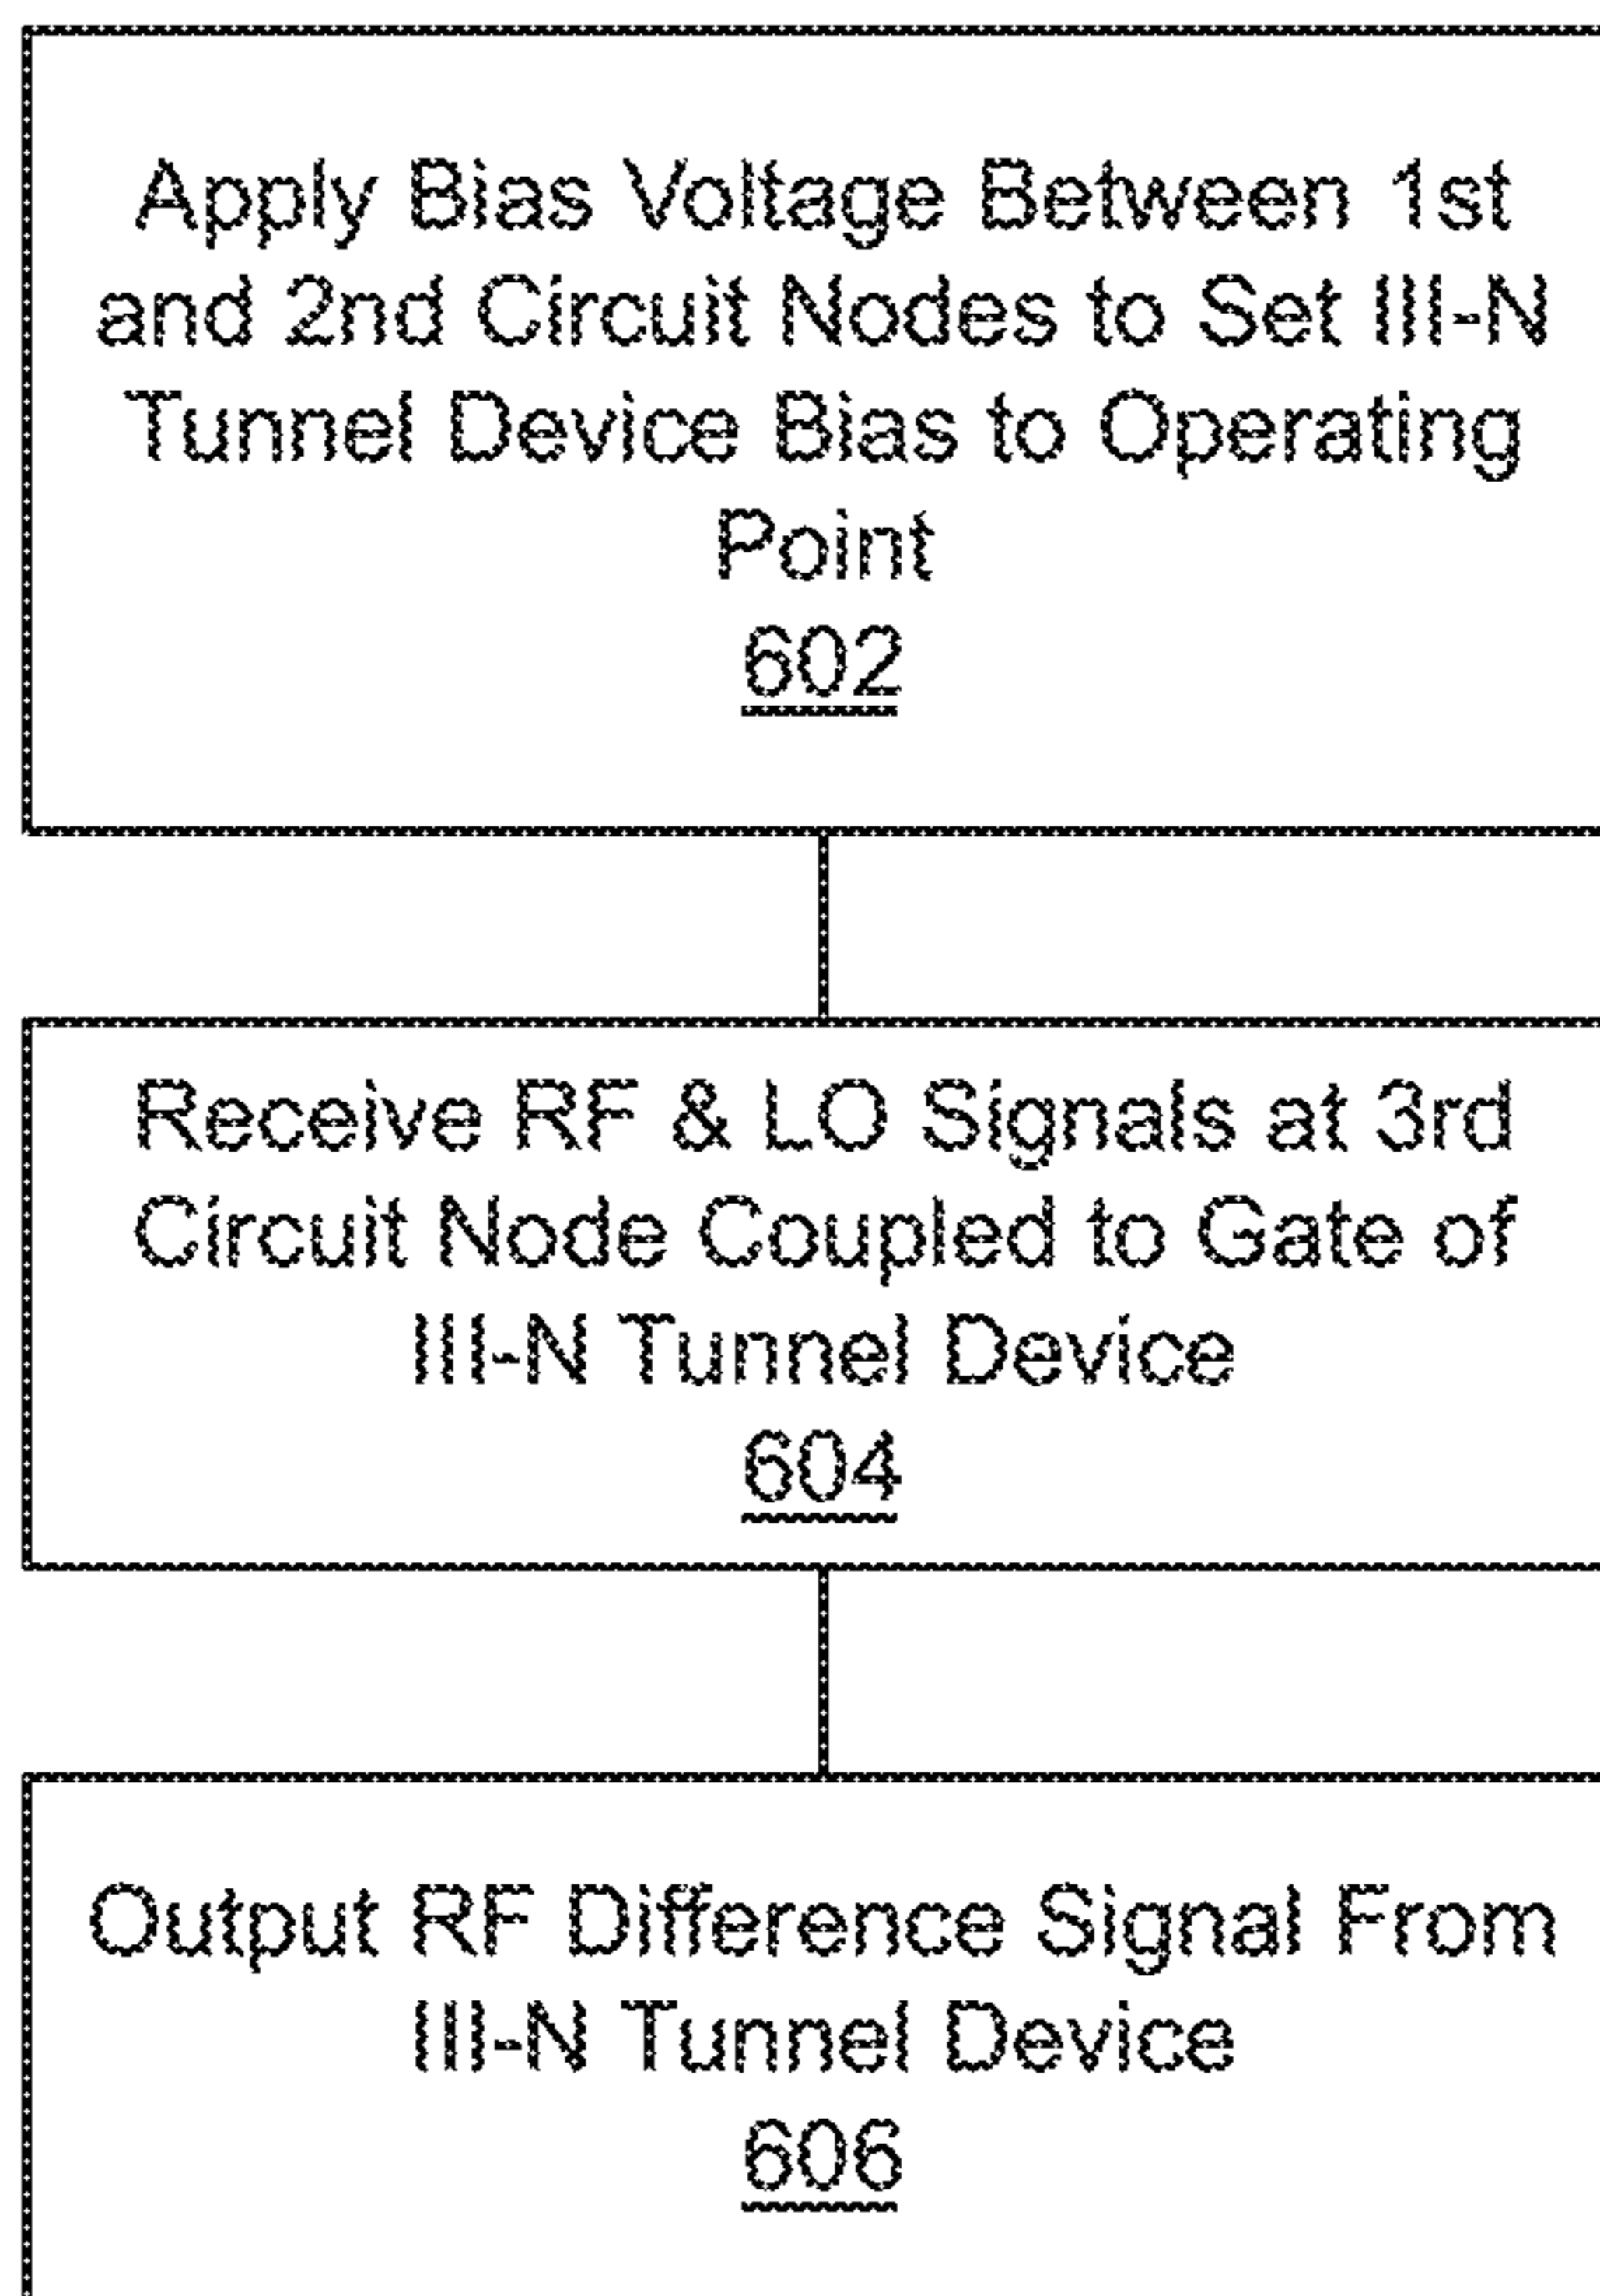 Apply Bias Voltage Between 1st
and 2nd Circuit Nodes to Set III-N
Tunnel Device Bias to Operating
Point
602
Receive RF & LO Signals at 3rd
Circuit Node Coupled to Gate of
III-N Tunnel Device
604
Output RF Difference Signal From
III-N Tunnel Device
606